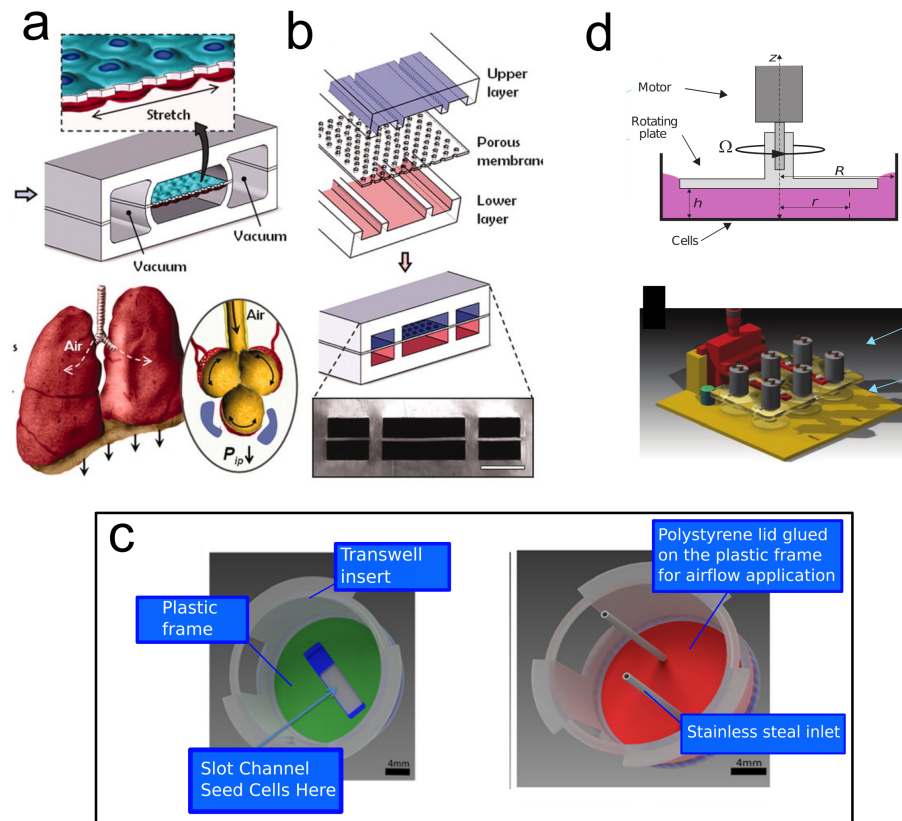 a
Stretch
Vacuum
Vacuum
s
Air
Air
Pip↓
b
Upper
layer
Porous
membrane
Lower
layer
d
z
Motor
Rotating
plate
Ω
R
h
r
Cells
c
Transwell
insert
Plastic
frame
Slot Channel
Seed Cells Here
4mm
Polystyrene lid glued
on the plastic frame
for airflow application
Stainless steal inlet
4mm